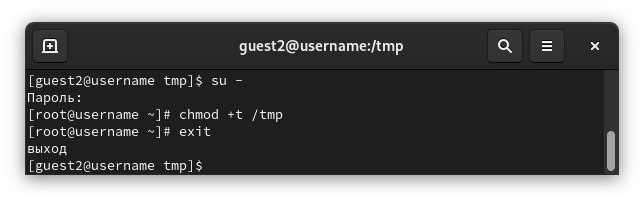 guest2@username:/tmp
[guest2@username tmp]$ su -
Пароль:
[root@username ~]# chmod +t /tmp
[root@username ~]# exit
выход
[guest2@username tmp]$